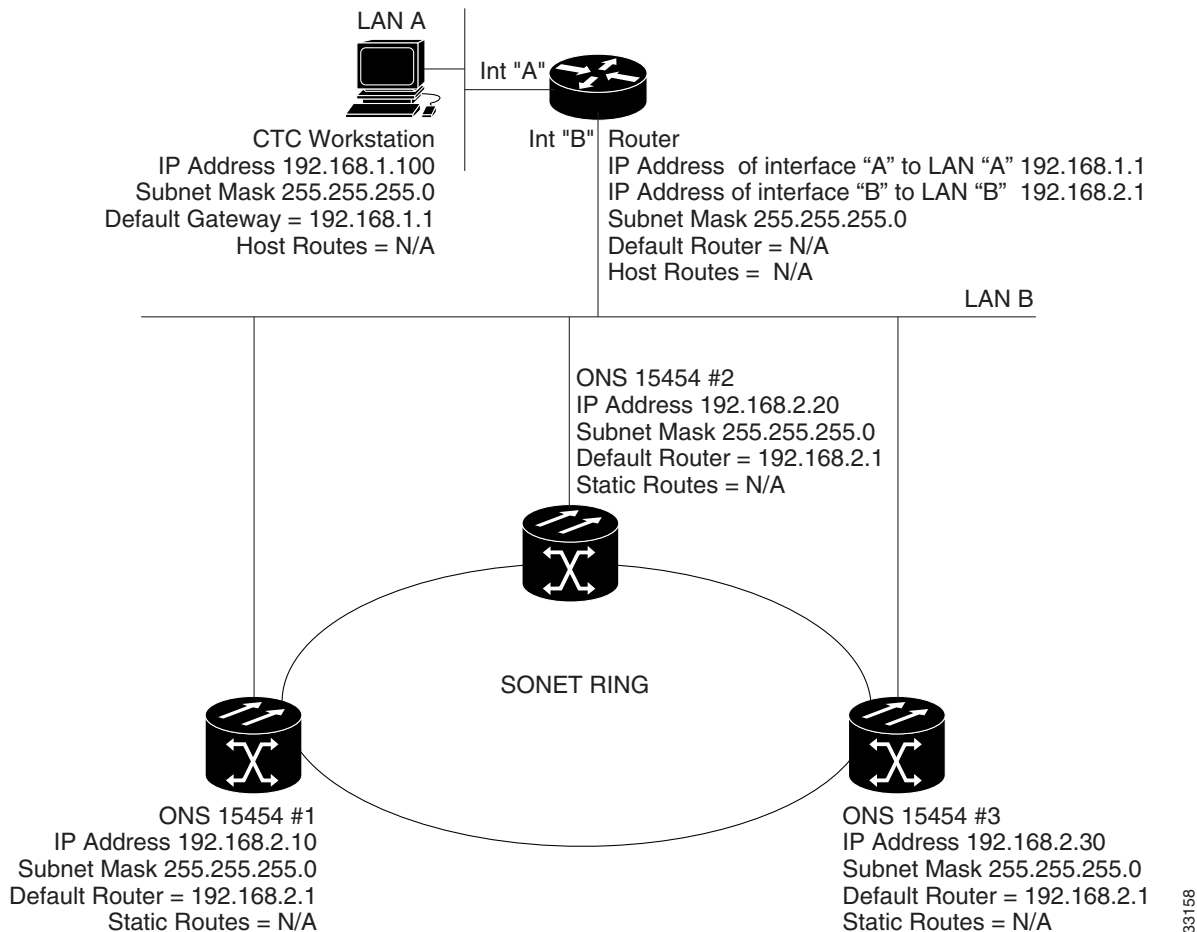 LAN A
Int "A"
CTC Workstation
IP Address 192.168.1.100
Subnet Mask 255.255.255.0
Default Gateway = 192.168.1.1
Host Routes = N/A
Int "B"
Router
IP Address of interface “A” to LAN “A” 192.168.1.1
IP Address of interface “B” to LAN “B” 192.168.2.1
Subnet Mask 255.255.255.0
Default Router = N/A
Host Routes = N/A
LAN B
ONS 15454 #2
IP Address 192.168.2.20
Subnet Mask 255.255.255.0
Default Router = 192.168.2.1
Static Routes = N/A
SONET RING
ONS 15454 #1
IP Address 192.168.2.10
Subnet Mask 255.255.255.0
Default Router = 192.168.2.1
Static Routes = N/A
ONS 15454 #3
IP Address 192.168.2.30
Subnet Mask 255.255.255.0
Default Router = 192.168.2.1
Static Routes = N/A
33158